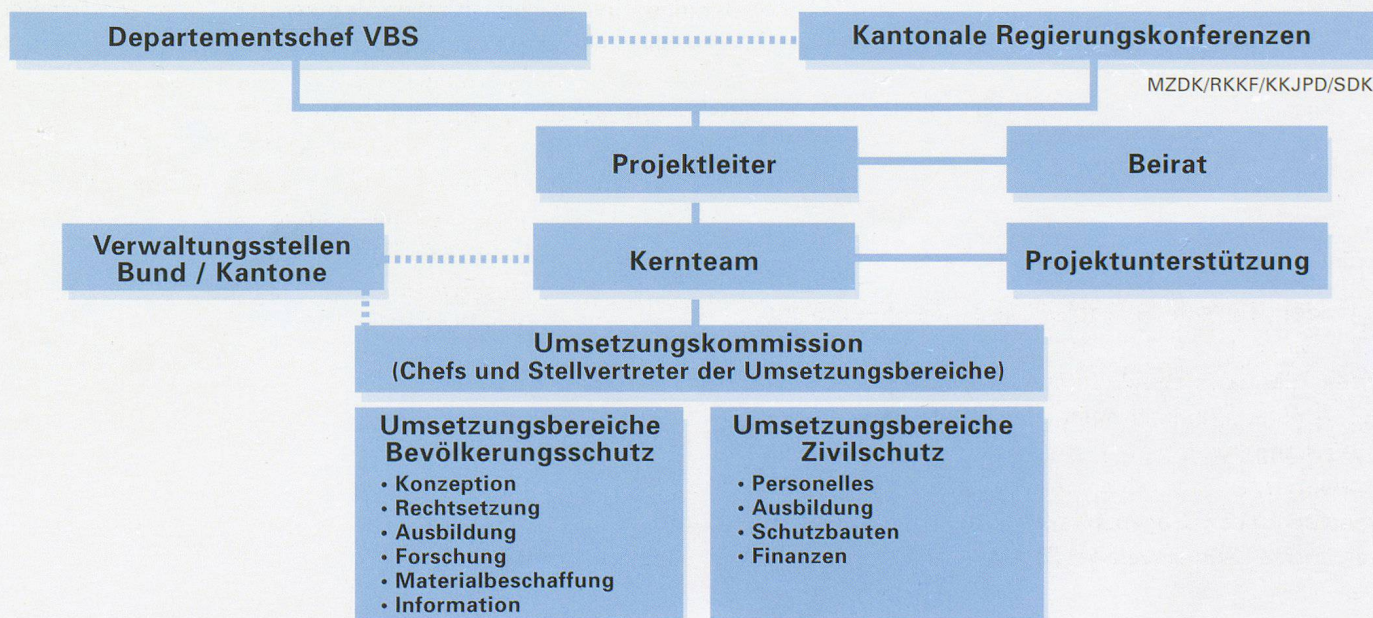 Departementschef VBS
Kantonale Regierungskonferenzen
MZDK/RKKF/KKJPD/SDK
Projektleiter
Beirat
Verwaltungsstellen
Bund / Kantone
Kernteam
Projektunterstützung
Umsetzungskommission
(Chefs und Stellvertreter der Umsetzungsbereiche)
Umsetzungsbereiche
Bevölkerungsschutz
• Konzeption
• Rechtsetzung
• Ausbildung
• Forschung
• Materialbeschaffung
• Information
Umsetzungsbereiche
Zivilschutz
• Personelles
• Ausbildung
• Schutzbauten
• Finanzen